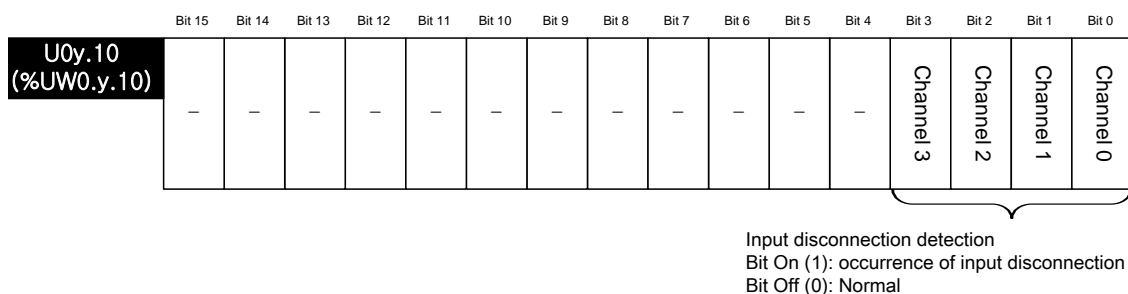 Bit 15 Bit 14 Bit 13 Bit 12 Bit 11 Bit 10 Bit 9 Bit 8 Bit 7 Bit 6 Bit 5 Bit 4 Bit 3 Bit 2 Bit 1 Bit 0
U0y.10
(%UW0.y.10)
– – – – – – – – – – – – Channel 3 Channel 2 Channel 1 Channel 0
Input disconnection detection
Bit On (1): occurrence of input disconnection
Bit Off (0): Normal